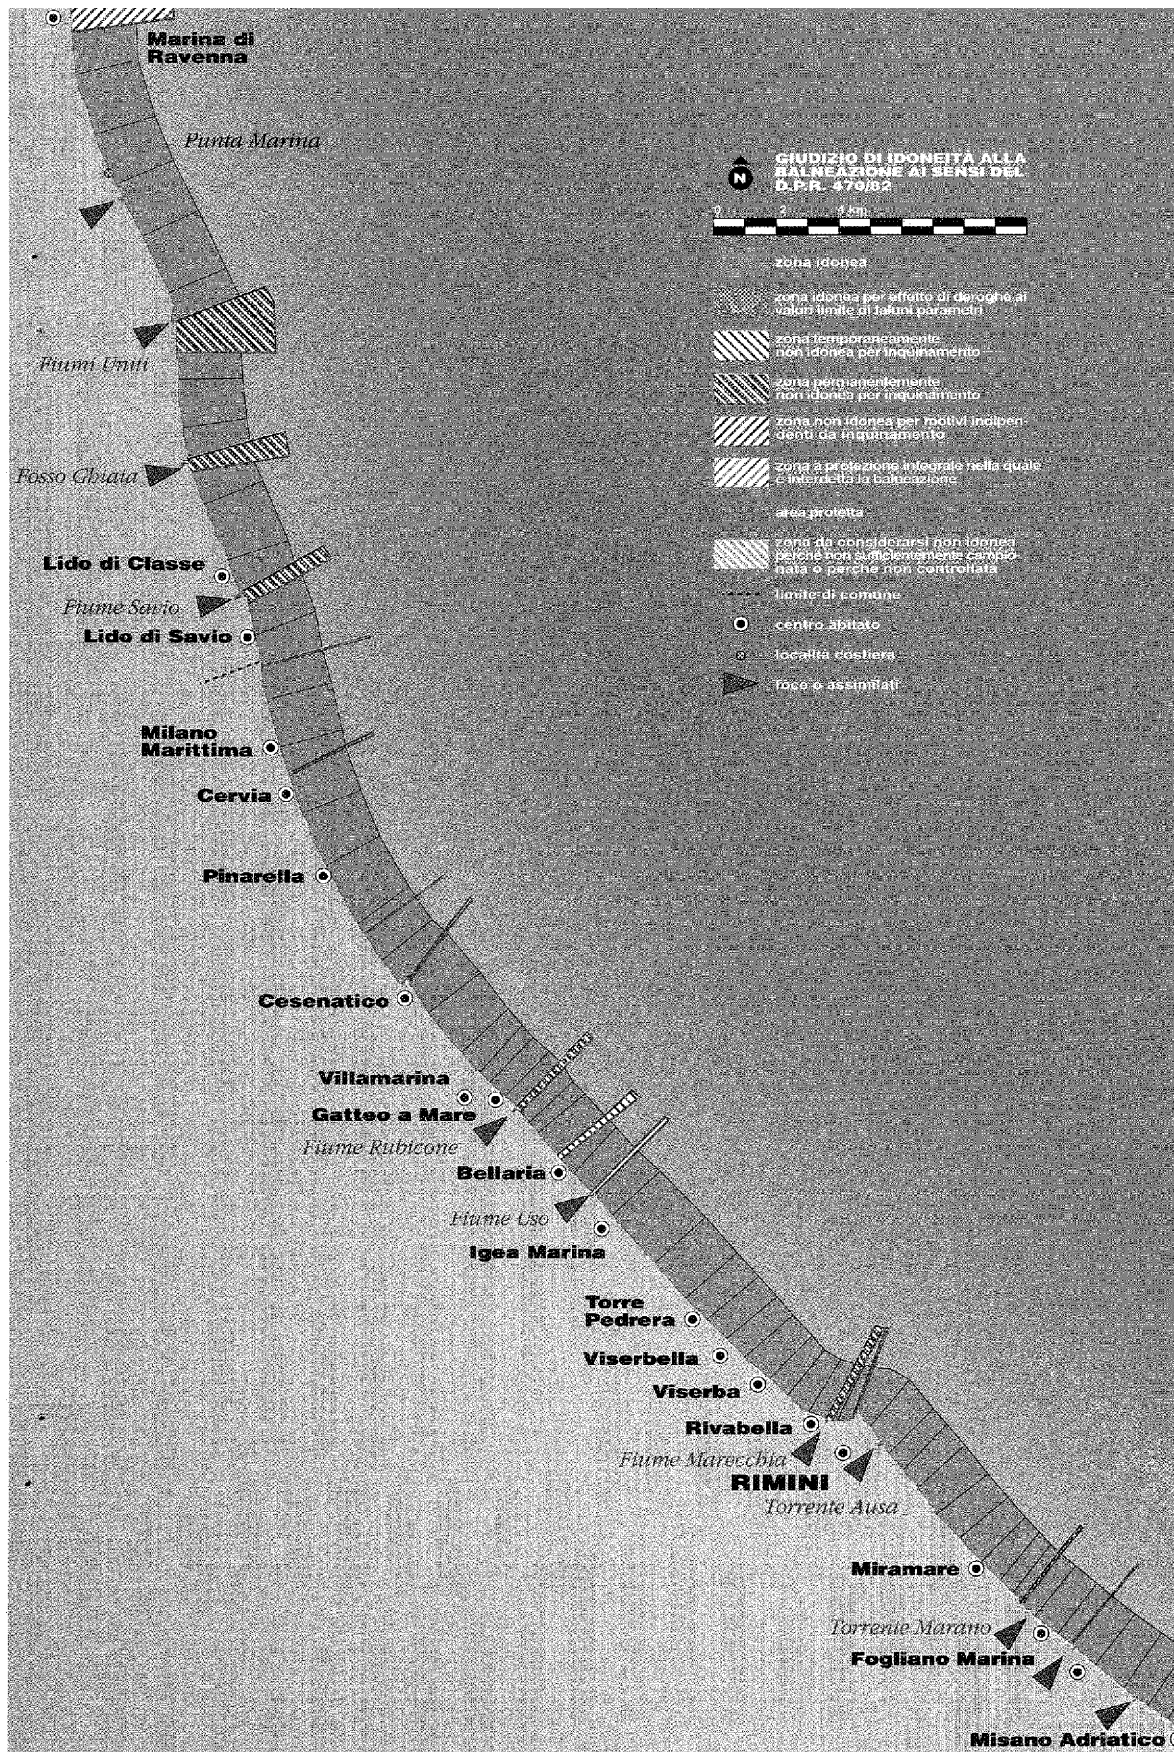 Marina di
Ravenna
Punta Marina
GIUDIZIO DI IDONEITÀ ALLA
BALNEAZIONE AI SENSI DEL
D.P.R. 470/82
N
0 2 4 km
zona idonea
zona idonea per effetto di deroghe ai
valori limite di taluni parametri
zona temporaneamente
non idonea per inquinamento
zona permanentemente
non idonea per inquinamento
zona non idonea per motivi indipen-
denti da inquinamento
zona a protezione integrale nella quale
è interdetta la balneazione
area protetta
zona da considerarsi non idonea
perché non sufficientemente campio-
nata o perché non controllata
limite di comune
centro abitato
località costiera
foce o assimilati
Fiumi Uniti
Fosso Ghiaia
Lido di Classe
Fiume Savio
Lido di Savio
Milano
Marittima
Cervia
Pinarella
Cesenatico
Villamarina
Gatteo a Mare
Fiume Rubicone
Bellaria
Fiume Uso
Igea Marina
Torre
Pedrera
Viserbella
Viserba
Rivabella
Fiume Marecchia
RIMINI
Torrente Ausa
Miramare
Torrente Marano
Fogliano Marina
Misano Adriatico